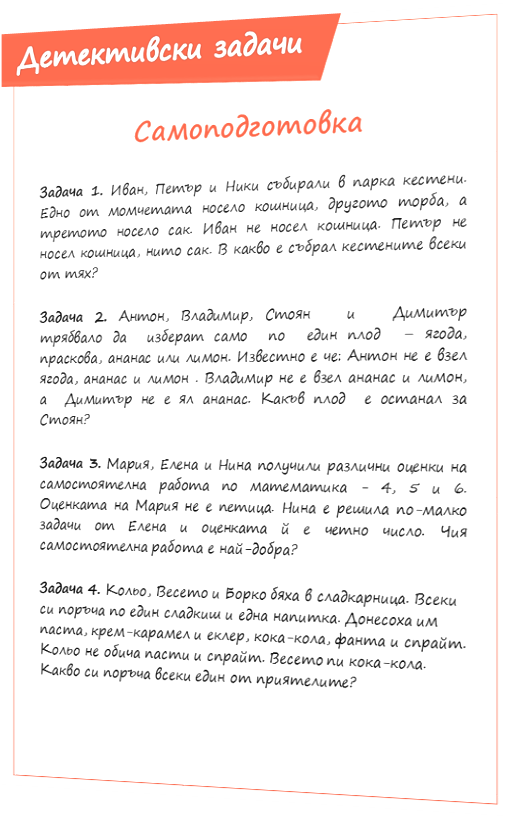 Детективски задачи
Самоподготовка
Задача 1. Иван, Петър и Ники събирали в парка кестени.
Едно от момчетата носело кошница, другото торба, а
третото носело сак. Иван не носел кошница. Петър не
носел кошница, нито сак. В какво е събрал кестените всеки
от тях?
Задача 2. Антон, Владимир, Стоян и Димитър
трябвало да изберат само по един плод – ягода,
праскова, ананас или лимон. Известно е че: Антон не е взел
ягода, ананас и лимон . Владимир не е взел ананас и лимон,
а Димитър не е ял ананас. Какъв плод е останал за
Стоян?
Задача 3. Мария, Елена и Нина получили различни оценки на
самостоятелна работа по математика - 4, 5 и 6.
Оценката на Мария не е петица. Нина е решила по-малко
задачи от Елена и оценката ѝ е четно число. Чия
самостоятелна работа е най-добра?
Задача 4. Кольо, Весето и Борко бяха в сладкарница. Всеки
си поръча по един сладкиш и една напитка. Донесоха им
паста, крем-карамел и еклер, кока-кола, фанта и спрайт.
Кольо не обича пасти и спрайт. Весето пи кока-кола.
Какво си поръча всеки един от приятелите?